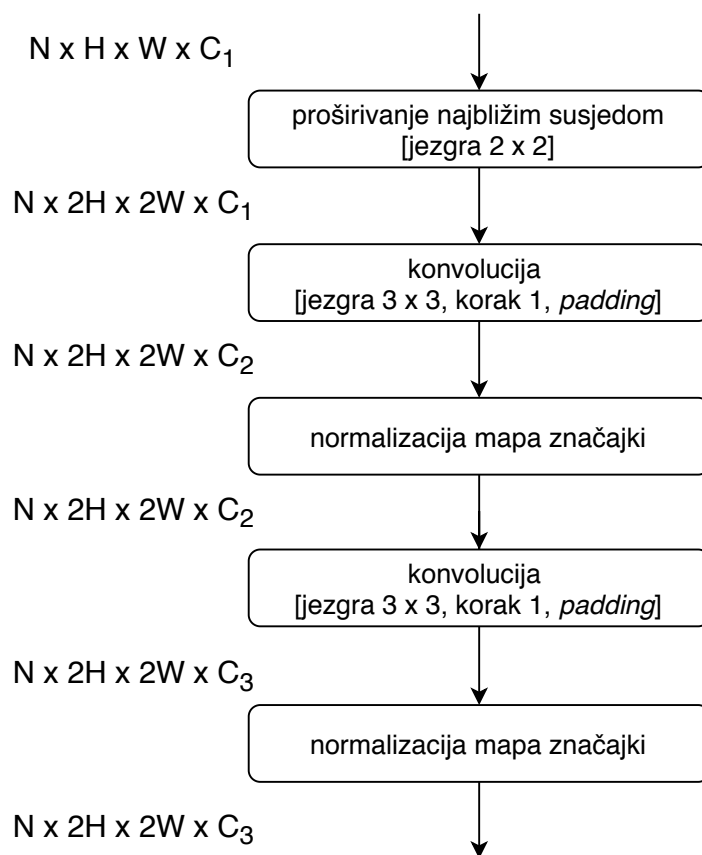 N x H x W x C₁
proširivanje najbližim susjedom
[jezgra 2 x 2]
N x 2H x 2W x C₁
konvolucija
[jezgra 3 x 3, korak 1, padding]
N x 2H x 2W x C₂
normalizacija mapa značajki
N x 2H x 2W x C₂
konvolucija
[jezgra 3 x 3, korak 1, padding]
N x 2H x 2W x C₃
normalizacija mapa značajki
N x 2H x 2W x C₃